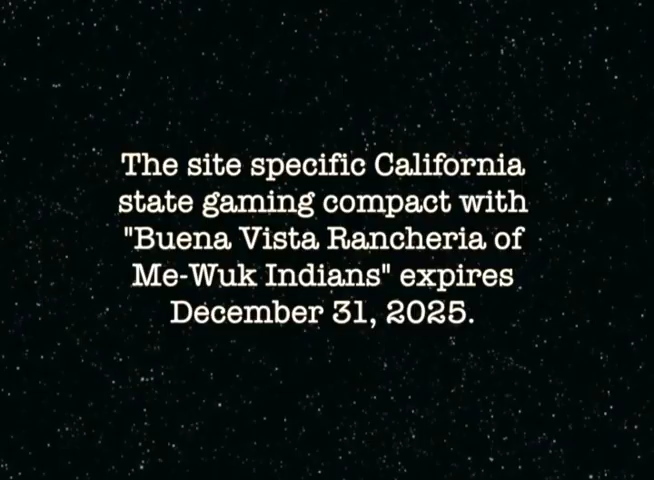 The site specific California
state gaming compact with
"Buena Vista Rancheria of
Me-Wuk Indians" expires
December 31, 2025.